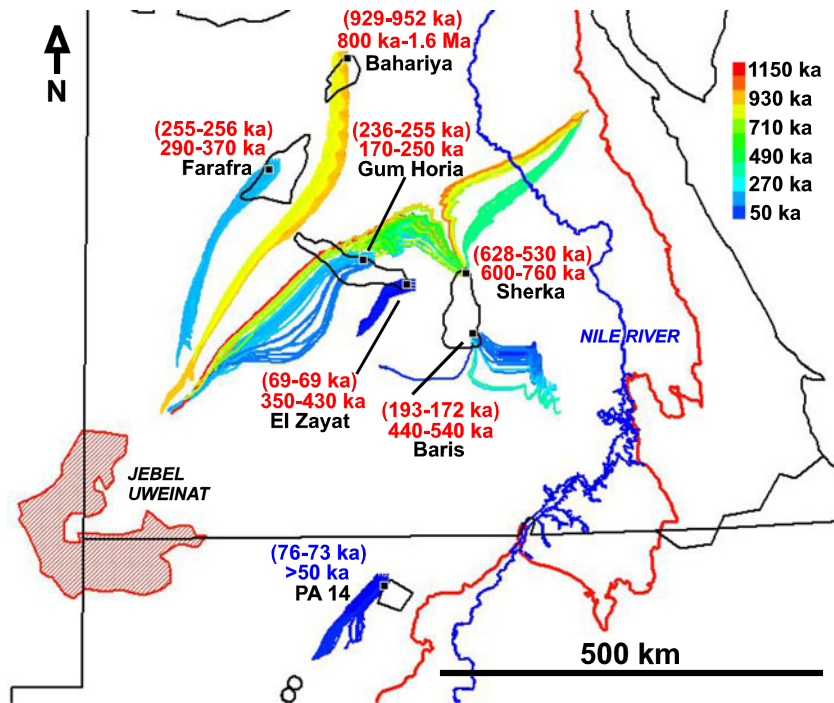 (929-952 ka)
800 ka-1.6 Ma
Bahariya
N
1150 ka
930 ka
710 ka
490 ka
270 ka
50 ka
(255-256 ka)
290-370 ka
Farafra
(236-255 ka)
170-250 ka
Gum Horia
(628-530 ka)
600-760 ka
Sherka
NILE RIVER
(69-69 ka)
350-430 ka
El Zayat
(193-172 ka)
440-540 ka
Baris
JEBEL
UWEINAT
(76-73 ka)
>50 ka
PA 14
500 km